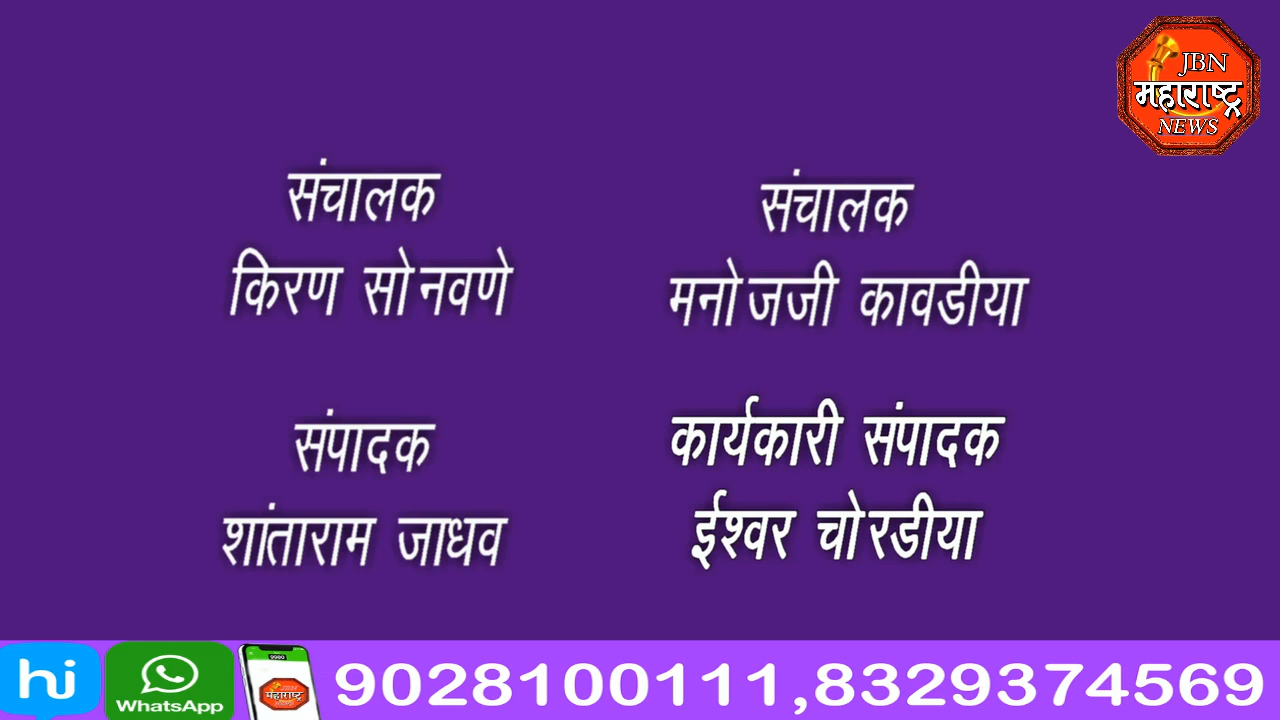 JBN
महाराष्ट्र
NEWS
संचालक
किरण सोनवणे
संचालक
मनोजजी कावडीया
संपादक
शांताराम जाधव
कार्यकारी संपादक
ईश्वर चोरडीया
hi
WhatsApp
महाराष्ट्र
9028100111,8329374569